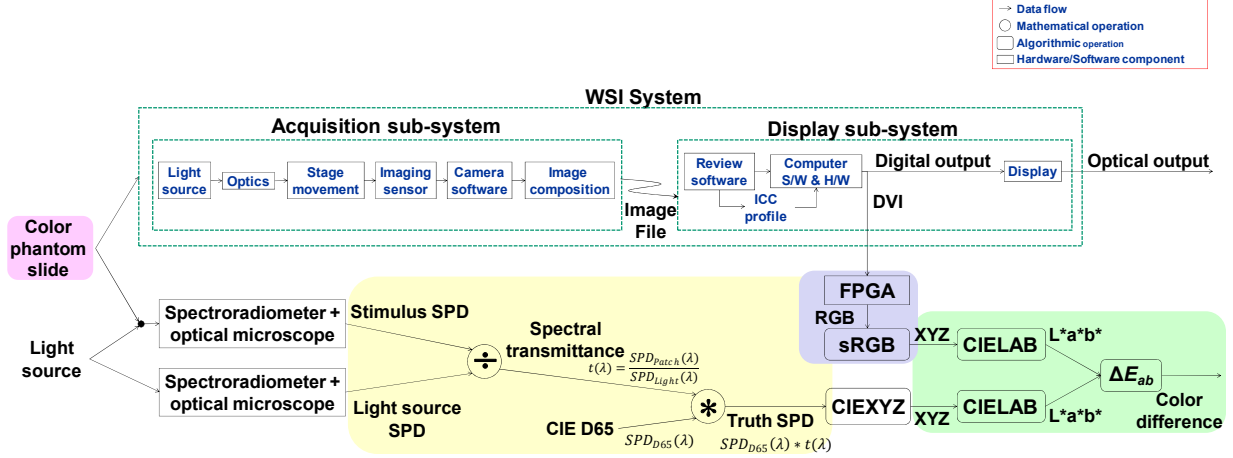 Data flow
Mathematical operation
Algorithmic operation
Hardware/Software component
WSI System
Acquisition sub-system
Display sub-system
Light
source
Optics
Stage
movement
Imaging
sensor
Camera
software
Image
composition
Image
File
Review
software
Computer
S/W & H/W
ICC
profile
Digital output
Display
Optical output
DVI
Color
phantom
slide
Light
source
Spectroradiometer +
optical microscope
Spectroradiometer +
optical microscope
Stimulus SPD
Light source
SPD
÷
Spectral
transmittance
t(λ) = SPD_Patch(λ) / SPD_Light(λ)
CIE D65
SPD_D65(λ)
*
Truth SPD
SPD_D65(λ) * t(λ)
FPGA
RGB
sRGB
XYZ
CIELAB
L*a*b*
CIEXYZ
XYZ
CIELAB
L*a*b*
ΔE_ab
Color
difference